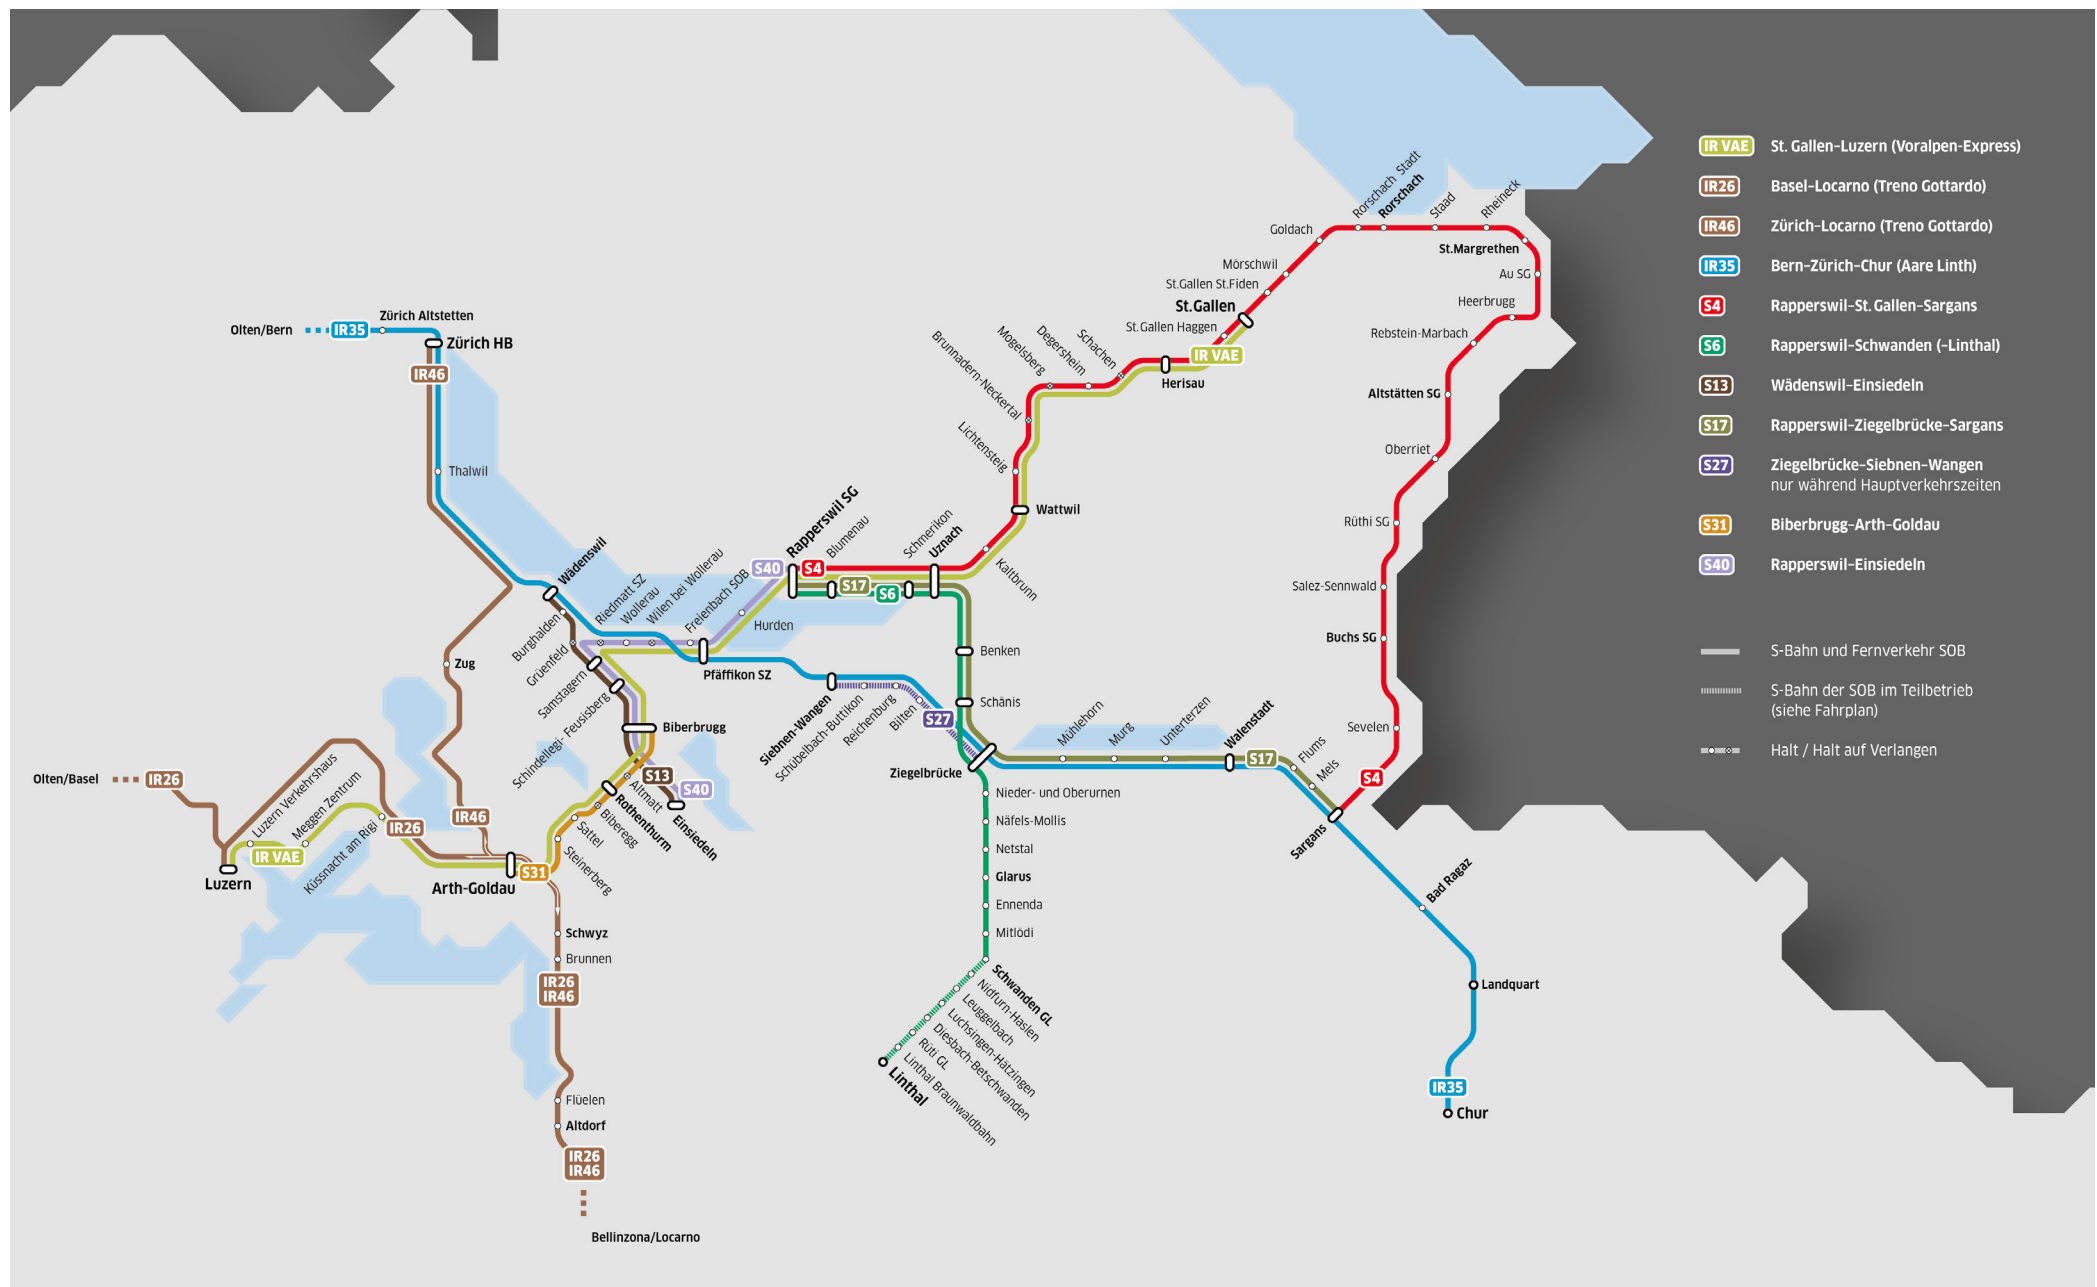 IR VAE St. Gallen–Luzern (Voralpen-Express)
IR26 Basel–Locarno (Treno Gottardo)
IR46 Zürich–Locarno (Treno Gottardo)
IR35 Bern–Zürich–Chur (Aare Linth)
S4 Rapperswil–St. Gallen–Sargans
S6 Rapperswil–Schwanden (–Linthal)
S13 Wädenswil–Einsiedeln
S17 Rapperswil–Ziegelbrücke–Sargans
S27 Ziegelbrücke–Siebnen-Wangen
nur während Hauptverkehrszeiten
S31 Biberbrugg–Arth-Goldau
S40 Rapperswil–Einsiedeln
S-Bahn und Fernverkehr SOB
S-Bahn der SOB im Teilbetrieb
(siehe Fahrplan)
Halt / Halt auf Verlangen
Olten/Bern
IR35
Zürich Altstetten
Zürich HB
IR46
Thalwil
Wädenswil
Burghalden
Grüenfeld
Samstagern
Schindellegi- Feusisberg
Riedmatt SZ
Wollerau
Wilen bei Wollerau
Freienbach SOB
Hurden
Pfäffikon SZ
Biberbrugg
S13
S40
Einsiedeln
Altmatt
Rothenthurm
Biberegg
Sattel
Steinerberg
S31
Zug
IR46
Olten/Basel
IR26
Luzern Verkehrshaus
Meggen Zentrum
Küssnacht am Rigi
IR VAE
Luzern
IR26
Arth-Goldau
Schwyz
Brunnen
IR26
IR46
Flüelen
Altdorf
IR26
IR46
Bellinzona/Locarno
S40
Rapperswil SG
S4
Blumenau
S17
S6
Schmerikon
Uznach
Kaltbrunn
Wattwil
Lichtensteig
Brunnadern-Neckertal
Mogelsberg
Degersheim
Schachen
Herisau
IR VAE
St.Gallen Haggen
St.Gallen
St.Gallen St.Fiden
Mörschwil
Goldach
Rorschach Stadt
Rorschach
Staad
Rheineck
St.Margrethen
Au SG
Heerbrugg
Rebstein-Marbach
Altstätten SG
Oberriet
Rüthi SG
Salez-Sennwald
Buchs SG
Sevelen
S4
Sargans
Benken
Schänis
Siebnen-Wangen
Schübelbach-Buttikon
Reichenburg
Bilten
S27
Ziegelbrücke
Mühlehorn
Murg
Unterterzen
Walenstadt
S17
Flums
Mels
Bad Ragaz
Landquart
IR35
Chur
Nieder- und Oberurnen
Näfels-Mollis
Netstal
Glarus
Ennenda
Mitlödi
Schwanden GL
Nidfurn-Haslen
Leuggelbach
Luchsingen-Hätzingen
Diesbach-Betschwanden
Rüti GL
Linthal Braunwaldbahn
Linthal